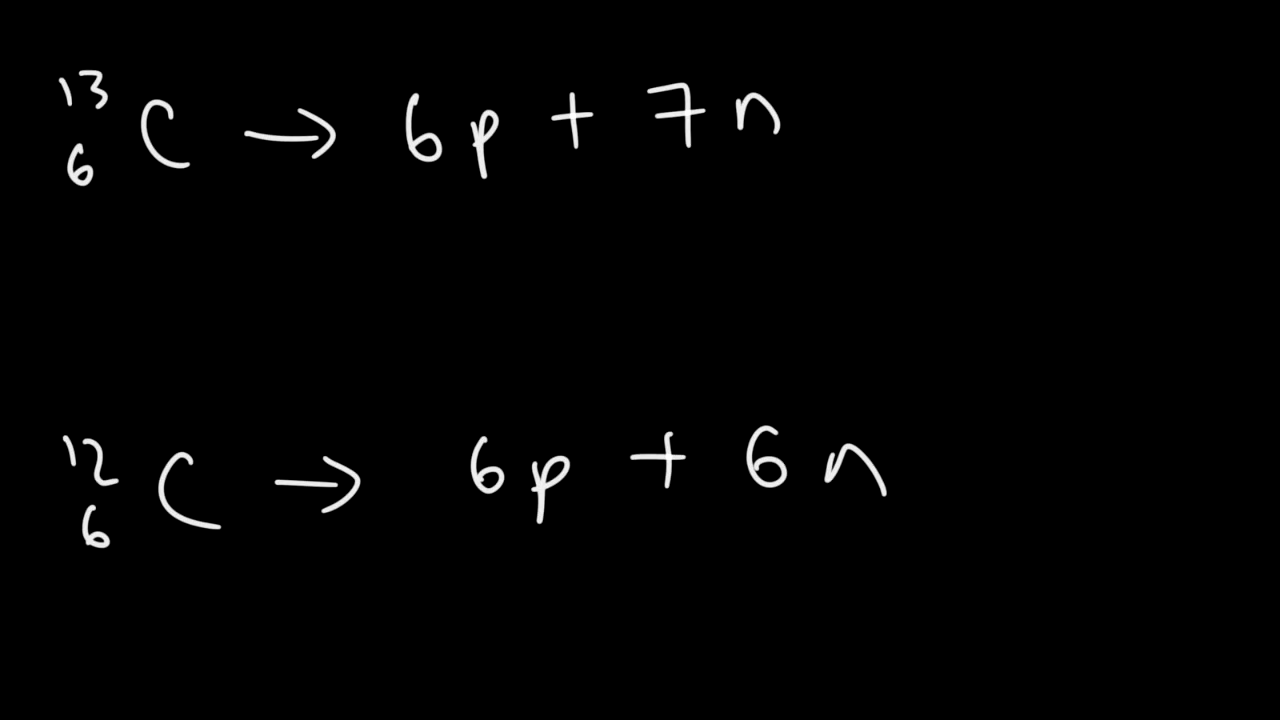 ¹³₆C → 6p + 7n
¹²₆C → 6p + 6n